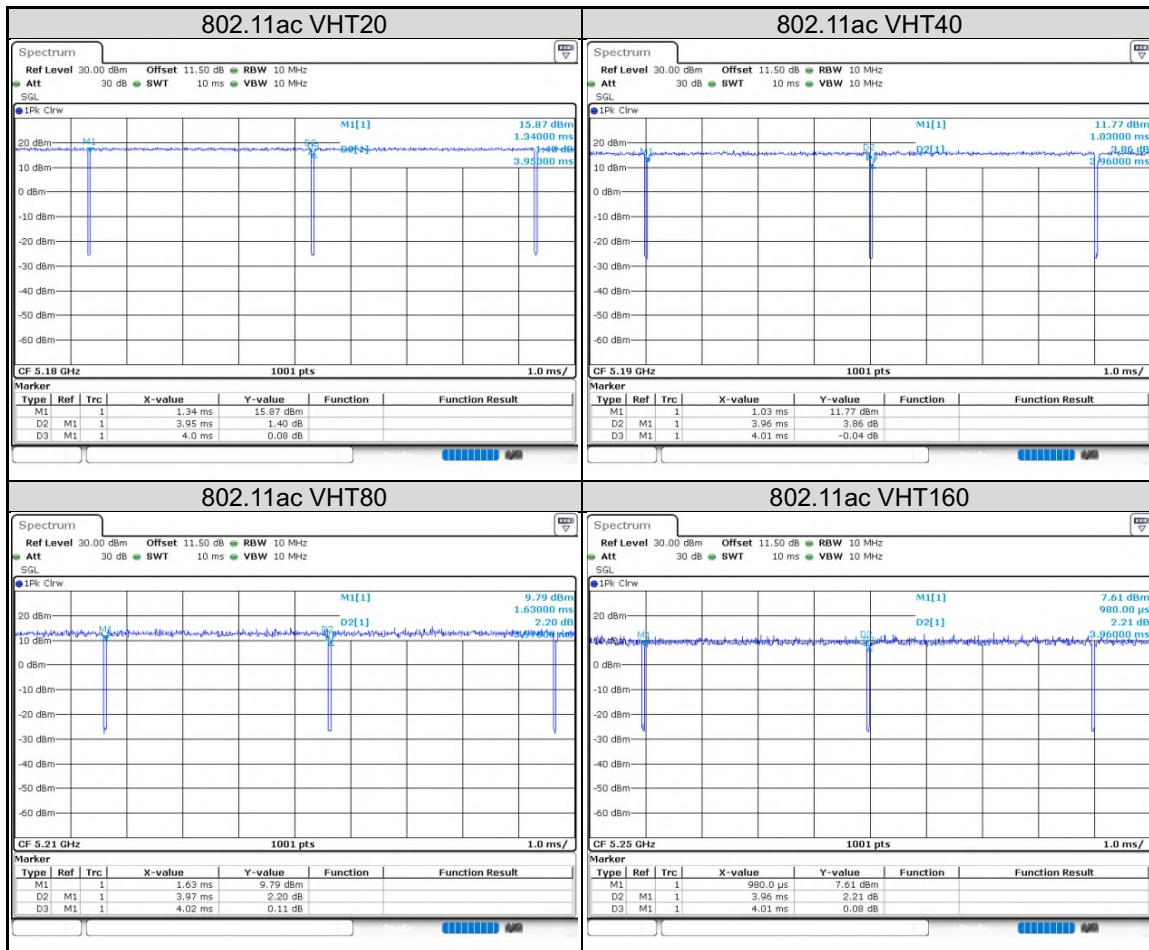 802.11ac VHT20
Spectrum
Ref Level 30.00 dBm Offset 11.50 dB RBW 10 MHz
Att 30 dB SWT 10 ms VBW 10 MHz
SGL
1Pk Clrw
M1[1] 15.87 dBm
1.34000 ms
1.40 dB
3.95000 ms
M1
20 dBm
10 dBm
0 dBm
-10 dBm
-20 dBm
-30 dBm
-40 dBm
-50 dBm
-60 dBm
CF 5.18 GHz 1001 pts 1.0 ms/
Marker
Type Ref Trc X-value Y-value Function Function Result
M1 1 1.34 ms 15.87 dBm
D2 M1 1 3.95 ms 1.40 dB
D3 M1 1 4.0 ms 0.08 dB
802.11ac VHT40
Spectrum
Ref Level 30.00 dBm Offset 11.50 dB RBW 10 MHz
Att 30 dB SWT 10 ms VBW 10 MHz
SGL
1Pk Clrw
M1[1] 11.77 dBm
1.03000 ms
D2[1] 3.86 dB
3.96000 ms
M1
D2
20 dBm
10 dBm
0 dBm
-10 dBm
-20 dBm
-30 dBm
-40 dBm
-50 dBm
-60 dBm
CF 5.19 GHz 1001 pts 1.0 ms/
Marker
Type Ref Trc X-value Y-value Function Function Result
M1 1 1.03 ms 11.77 dBm
D2 M1 1 3.96 ms 3.86 dB
D3 M1 1 4.01 ms -0.04 dB
802.11ac VHT80
Spectrum
Ref Level 30.00 dBm Offset 11.50 dB RBW 10 MHz
Att 30 dB SWT 10 ms VBW 10 MHz
SGL
1Pk Clrw
M1[1] 9.79 dBm
1.63000 ms
D2[1] 2.20 dB
3.97000 ms
M1
D2
20 dBm
10 dBm
0 dBm
-10 dBm
-20 dBm
-30 dBm
-40 dBm
-50 dBm
-60 dBm
CF 5.21 GHz 1001 pts 1.0 ms/
Marker
Type Ref Trc X-value Y-value Function Function Result
M1 1 1.63 ms 9.79 dBm
D2 M1 1 3.97 ms 2.20 dB
D3 M1 1 4.02 ms 0.11 dB
802.11ac VHT160
Spectrum
Ref Level 30.00 dBm Offset 11.50 dB RBW 10 MHz
Att 30 dB SWT 10 ms VBW 10 MHz
SGL
1Pk Clrw
M1[1] 7.61 dBm
980.00 µs
D2[1] 2.21 dB
3.96000 ms
M1
D2
20 dBm
10 dBm
0 dBm
-10 dBm
-20 dBm
-30 dBm
-40 dBm
-50 dBm
-60 dBm
CF 5.25 GHz 1001 pts 1.0 ms/
Marker
Type Ref Trc X-value Y-value Function Function Result
M1 1 980.0 µs 7.61 dBm
D2 M1 1 3.96 ms 2.21 dB
D3 M1 1 4.01 ms 0.08 dB